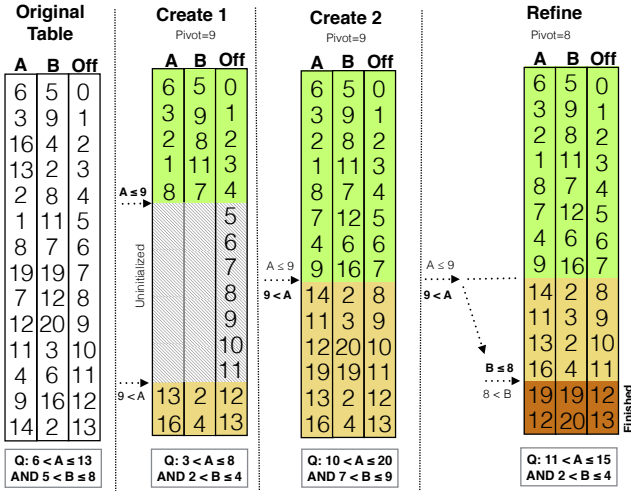 Original
Table
A B Off
6 5 0
3 9 1
16 4 2
13 2 3
2 8 4
1 11 5
8 7 6
19 19 7
7 12 8
12 20 9
11 3 10
4 6 11
9 16 12
14 2 13
Q: 6 < A ≤ 13
AND 5 < B ≤ 8
Create 1
Pivot=9
A B Off
6 5 0
3 9 1
2 8 2
1 11 3
8 7 4
5
6
7
8
9
10
11
13 2 12
16 4 13
A ≤ 9
Uninitialized
9 < A
Q: 3 < A ≤ 8
AND 2 < B ≤ 4
Create 2
Pivot=9
A B Off
6 5 0
3 9 1
2 8 2
1 11 3
8 7 4
7 12 5
4 6 6
9 16 7
14 2 8
11 3 9
12 20 10
19 19 11
13 2 12
16 4 13
A ≤ 9
9 < A
Q: 10 < A ≤ 20
AND 7 < B ≤ 9
Refine
Pivot=8
A B Off
6 5 0
3 9 1
2 8 2
1 11 3
8 7 4
7 12 5
4 6 6
9 16 7
14 2 8
11 3 9
13 2 10
16 4 11
19 19 12
12 20 13
A ≤ 9
9 < A
B ≤ 8
8 < B
Finished
Q: 11 < A ≤ 15
AND 2 < B ≤ 4